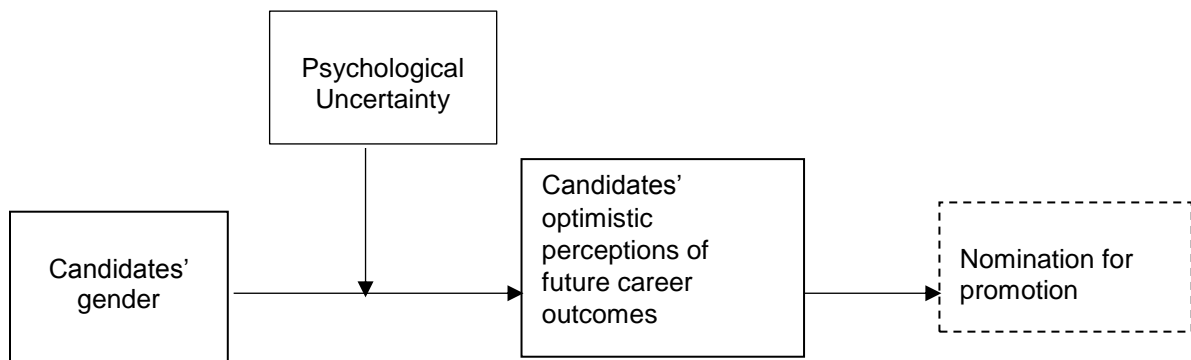 Psychological
Uncertainty
Candidates’
optimistic
perceptions of
future career
outcomes
Candidates’
gender
Nomination for
promotion